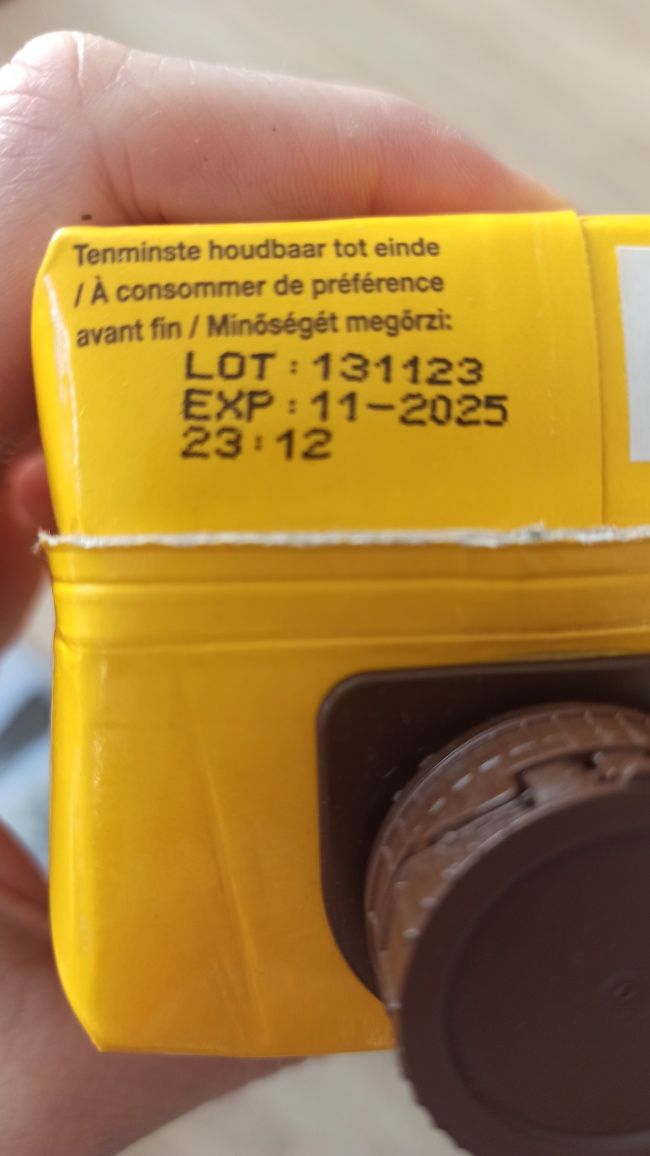 Tenminste houdbaar tot einde
/ À consommer de préférence
avant fin / Minőségét megőrzi:
LOT : 131123
EXP : 11-2025
23:12